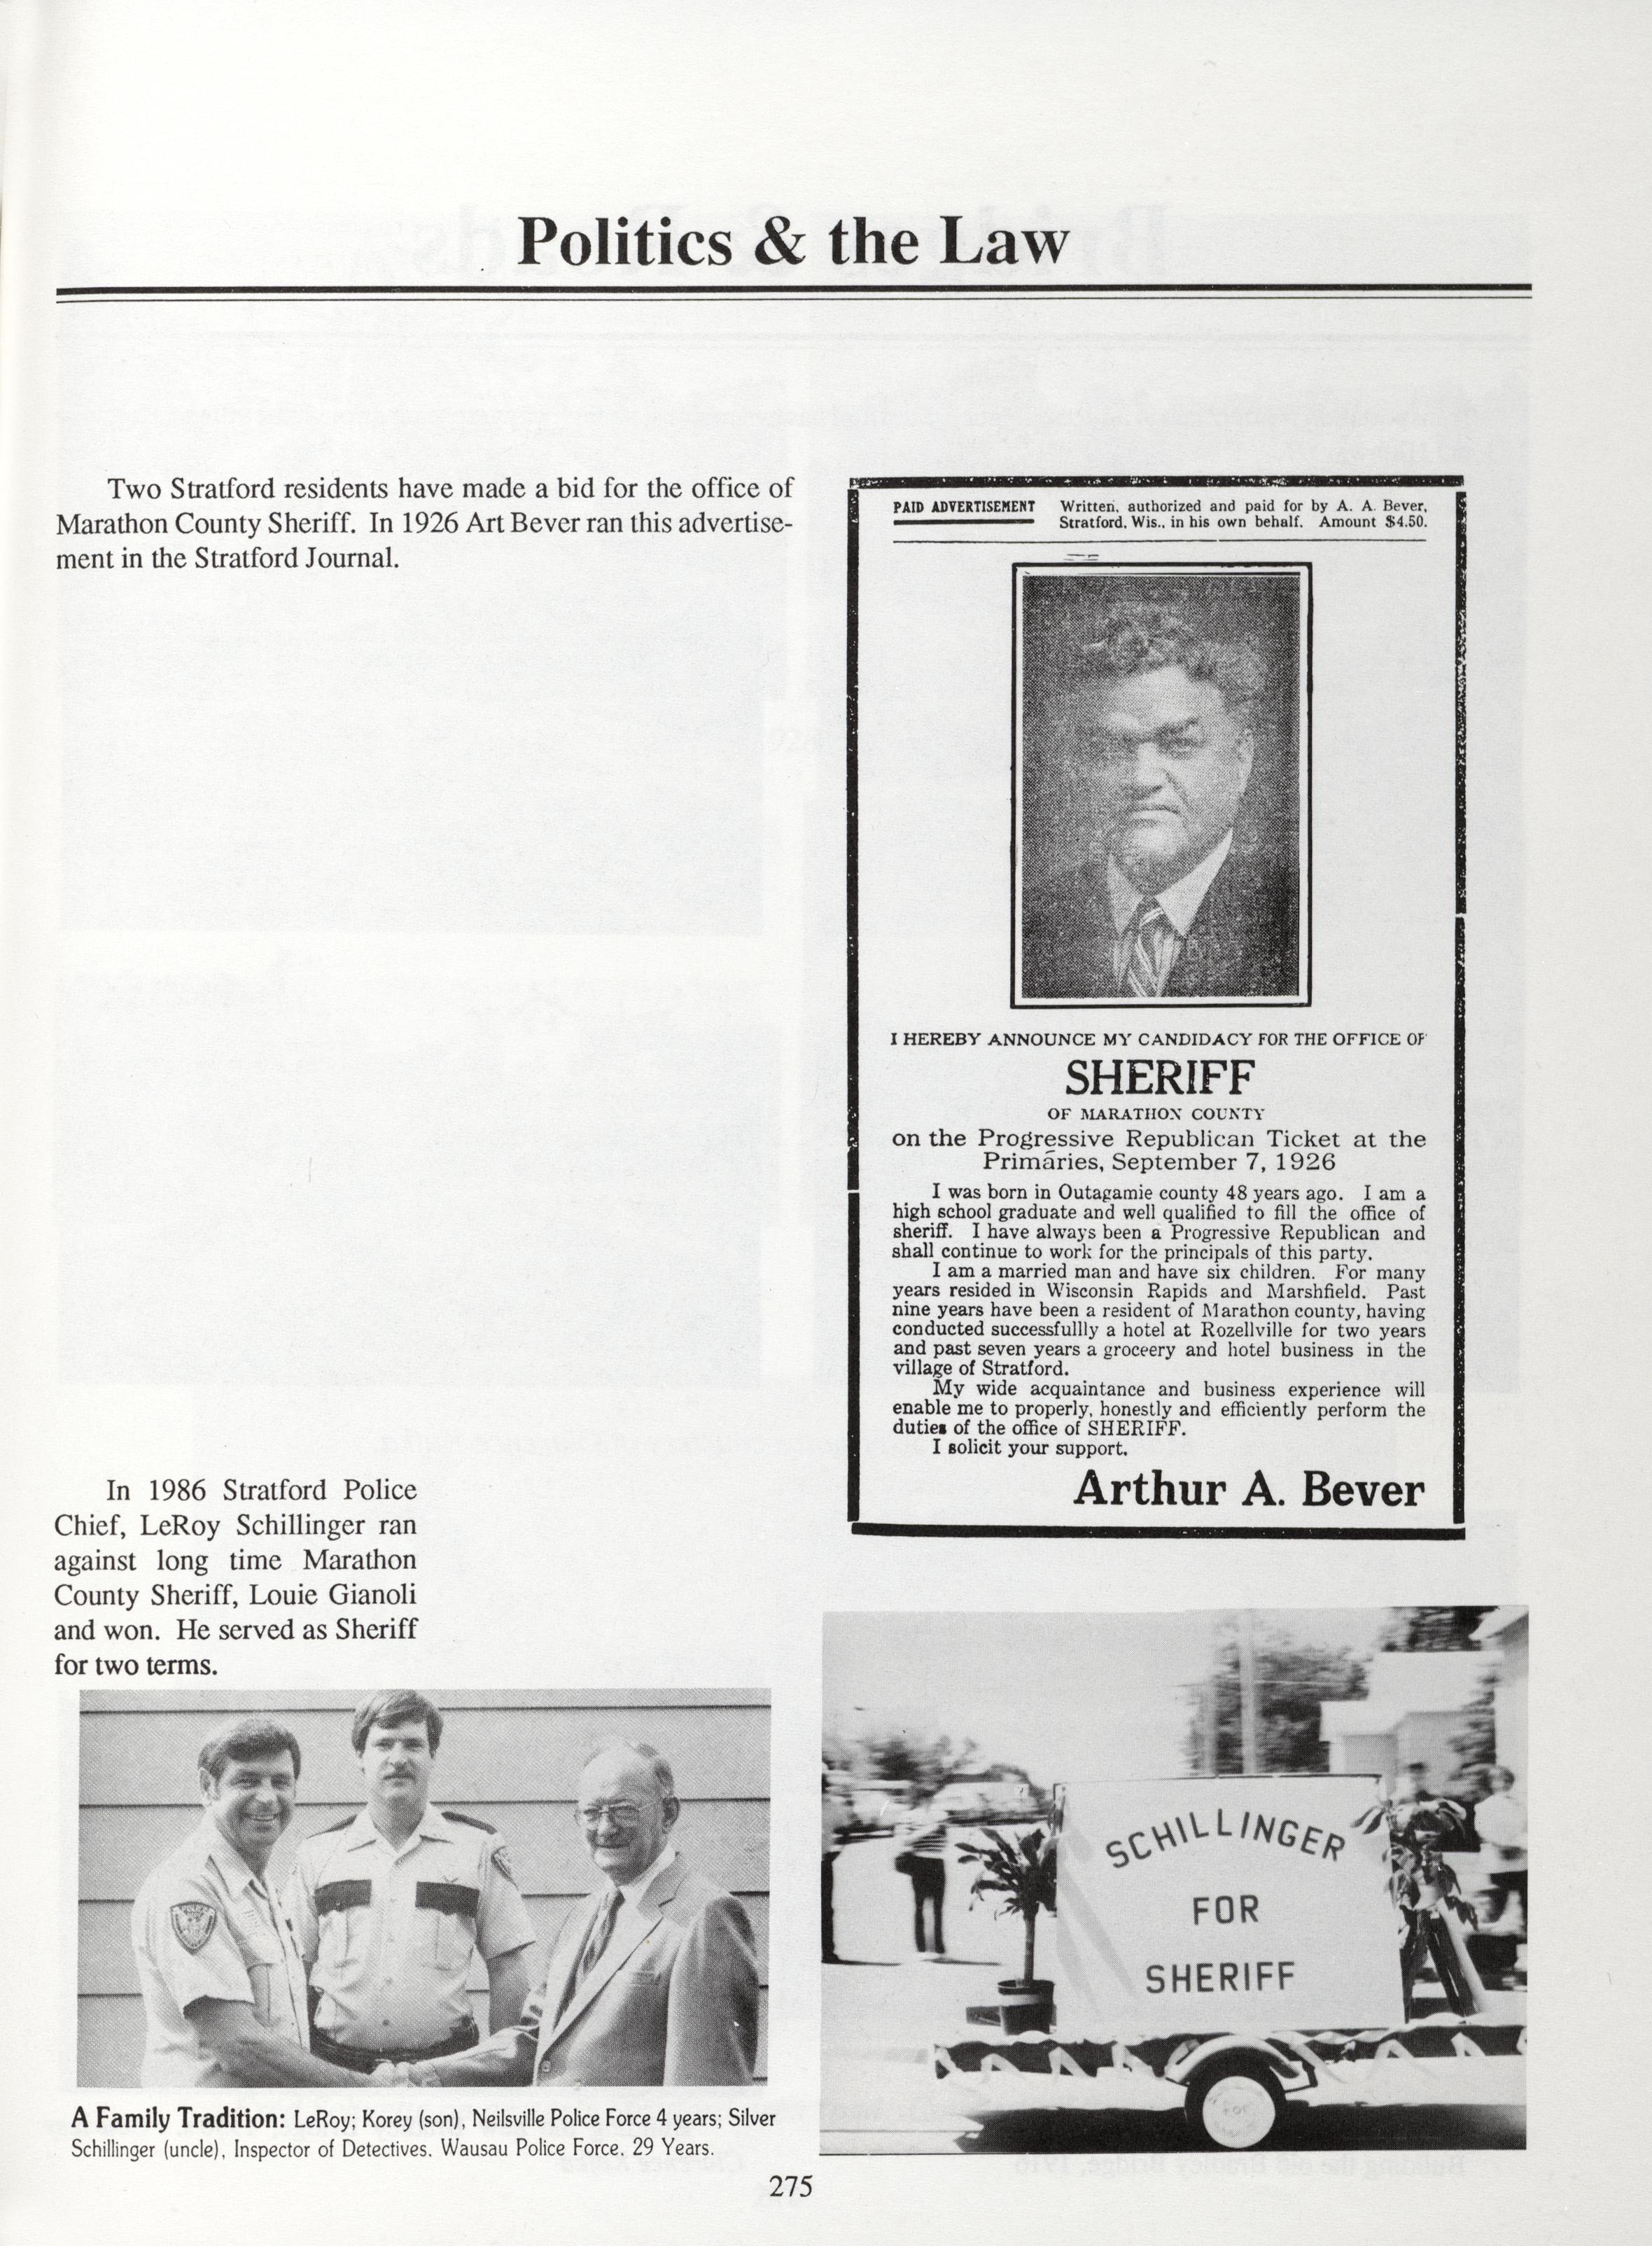 Politics & the Law
Two Stratford residents have made a bid for the office of
Marathon County Sheriff. In 1926 Art Bever ran this advertise-
ment in the Stratford Journal.
PAID ADVERTISEMENT
Written, authorized and paid for by A. A. Bever,
Stratford, Wis., in his own behalf. Amount $4.50.
I HEREBY ANNOUNCE MY CANDIDACY FOR THE OFFICE OF
SHERIFF
OF MARATHON COUNTY
on the Progressive Republican Ticket at the
Primaries, September 7, 1926
I was born in Outagamie county 48 years ago. I am a
high school graduate and well qualified to fill the office of
sheriff. I have always been a Progressive Republican and
shall continue to work for the principals of this party.
I am a married man and have six children. For many
years resided in Wisconsin Rapids and Marshfield. Past
nine years have been a resident of Marathon county, having
conducted successfullly a hotel at Rozellville for two years
and past seven years a groceery and hotel business in the
village of Stratford.
My wide acquaintance and business experience will
enable me to properly, honestly and efficiently perform the
duties of the office of SHERIFF.
I solicit your support.
Arthur A. Bever
In 1986 Stratford Police
Chief, LeRoy Schillinger ran
against long time Marathon
County Sheriff, Louie Gianoli
and won. He served as Sheriff
for two terms.
SCHILLINGER
FOR
SHERIFF
A Family Tradition: LeRoy; Korey (son), Neilsville Police Force 4 years; Silver
Schillinger (uncle), Inspector of Detectives. Wausau Police Force. 29 Years.
275